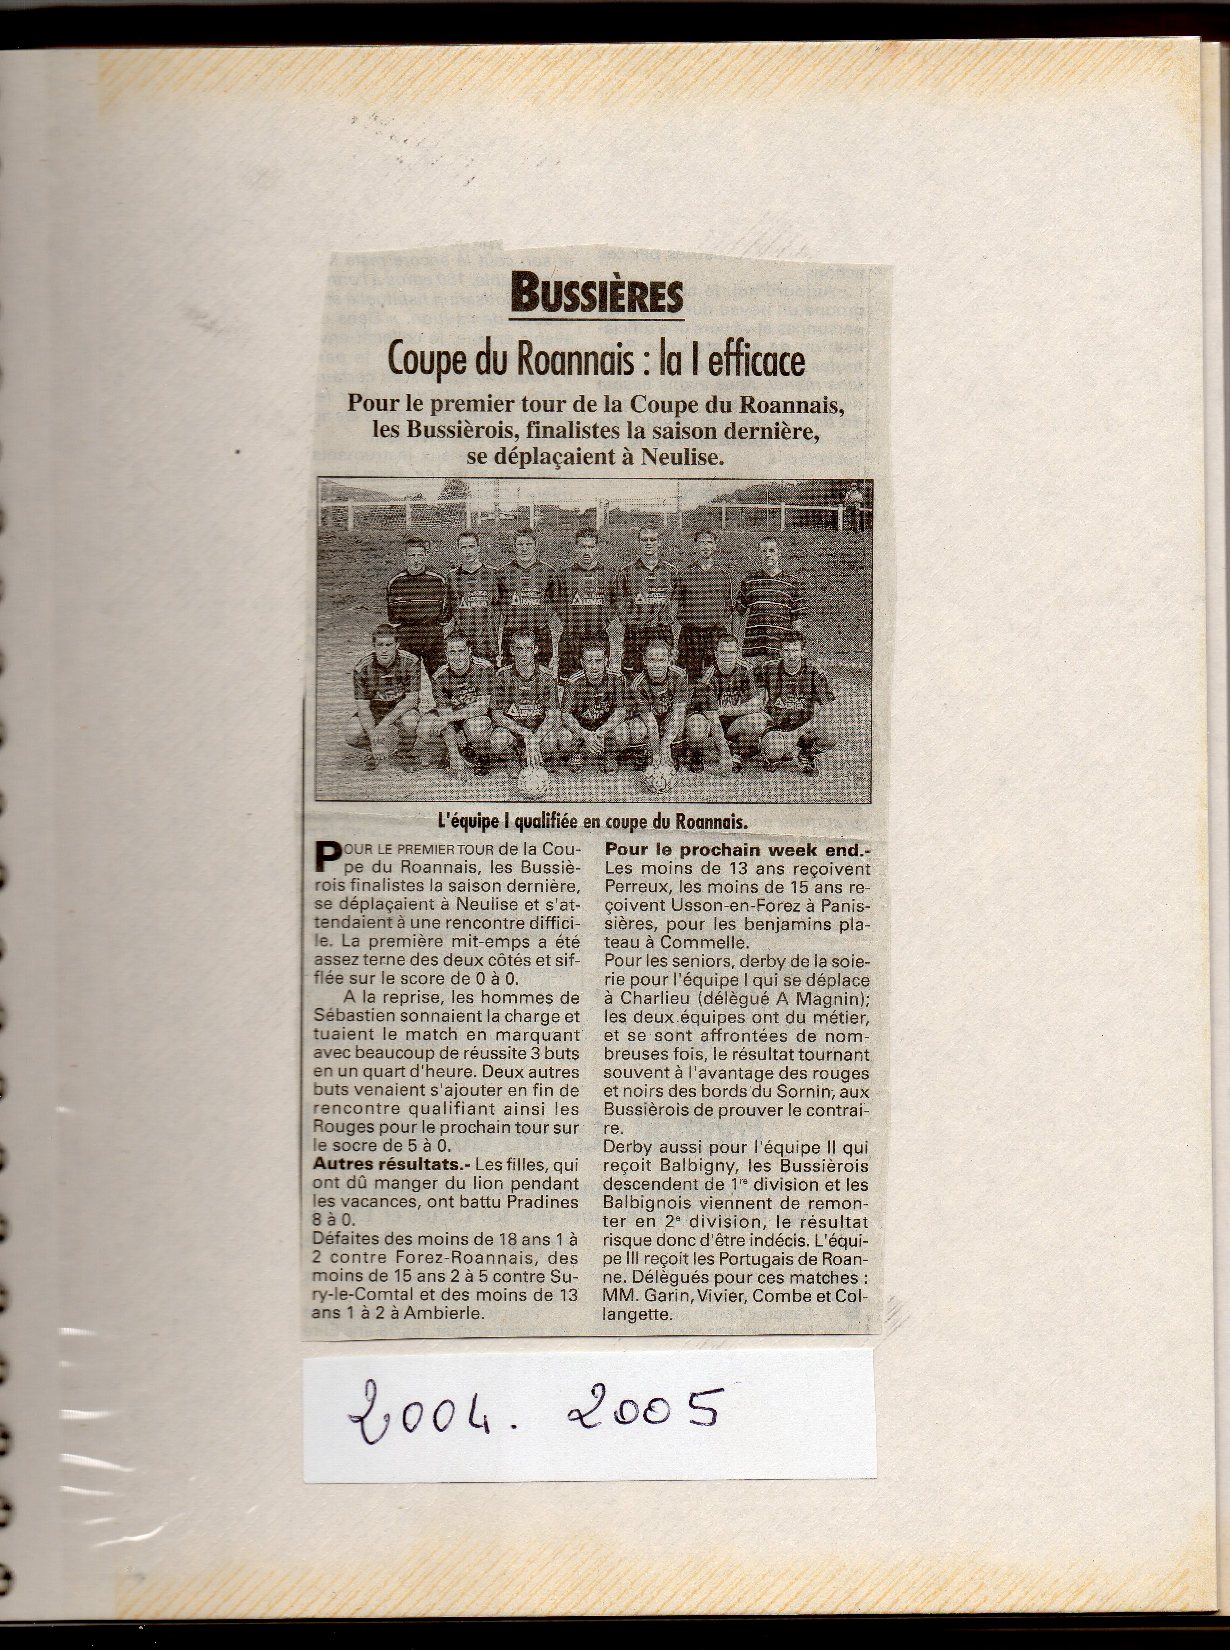 BUSSIÈRES
Coupe du Roannais : la I efficace
Pour le premier tour de la Coupe du Roannais,
les Bussièrois, finalistes la saison dernière,
se déplaçaient à Neulise.
L'équipe I qualifiée en coupe du Roannais.
POUR LE PREMIER TOUR de la Cou-
pe du Roannais, les Bussiè-
rois finalistes la saison dernière,
se déplaçaient à Neulise et s'at-
tendaient à une rencontre diffici-
le. La première mit-emps a été
assez terne des deux côtés et sif-
flée sur le score de 0 à 0.
A la reprise, les hommes de
Sébastien sonnaient la charge et
tuaient le match en marquant
avec beaucoup de réussite 3 buts
en un quart d'heure. Deux autres
buts venaient s'ajouter en fin de
rencontre qualifiant ainsi les
Rouges pour le prochain tour sur
le socre de 5 à 0.
Autres résultats.- Les filles, qui
ont dû manger du lion pendant
les vacances, ont battu Pradines
8 à 0.
Défaites des moins de 18 ans 1 à
2 contre Forez-Roannais, des
moins de 15 ans 2 à 5 contre Su-
ry-le-Comtal et des moins de 13
ans 1 à 2 à Ambierle.
Pour le prochain week end.-
Les moins de 13 ans reçoivent
Perreux, les moins de 15 ans re-
çoivent Usson-en-Forez à Panis-
sières, pour les benjamins pla-
teau à Commelle.
Pour les seniors, derby de la soie-
rie pour l'équipe I qui se déplace
à Charlieu (délègué A Magnin);
les deux équipes ont du métier,
et se sont affrontées de nom-
breuses fois, le résultat tournant
souvent à l'avantage des rouges
et noirs des bords du Sornin, aux
Bussièrois de prouver le contrai-
re.
Derby aussi pour l'équipe II qui
reçoit Balbigny, les Bussièrois
descendent de 1re division et les
Balbignois viennent de remon-
ter en 2e division, le résultat
risque donc d'être indécis. L'équi-
pe III reçoit les Portugais de Roan-
ne. Délègués pour ces matches :
MM. Garin, Vivier, Combe et Col-
langette.
2004. 2005